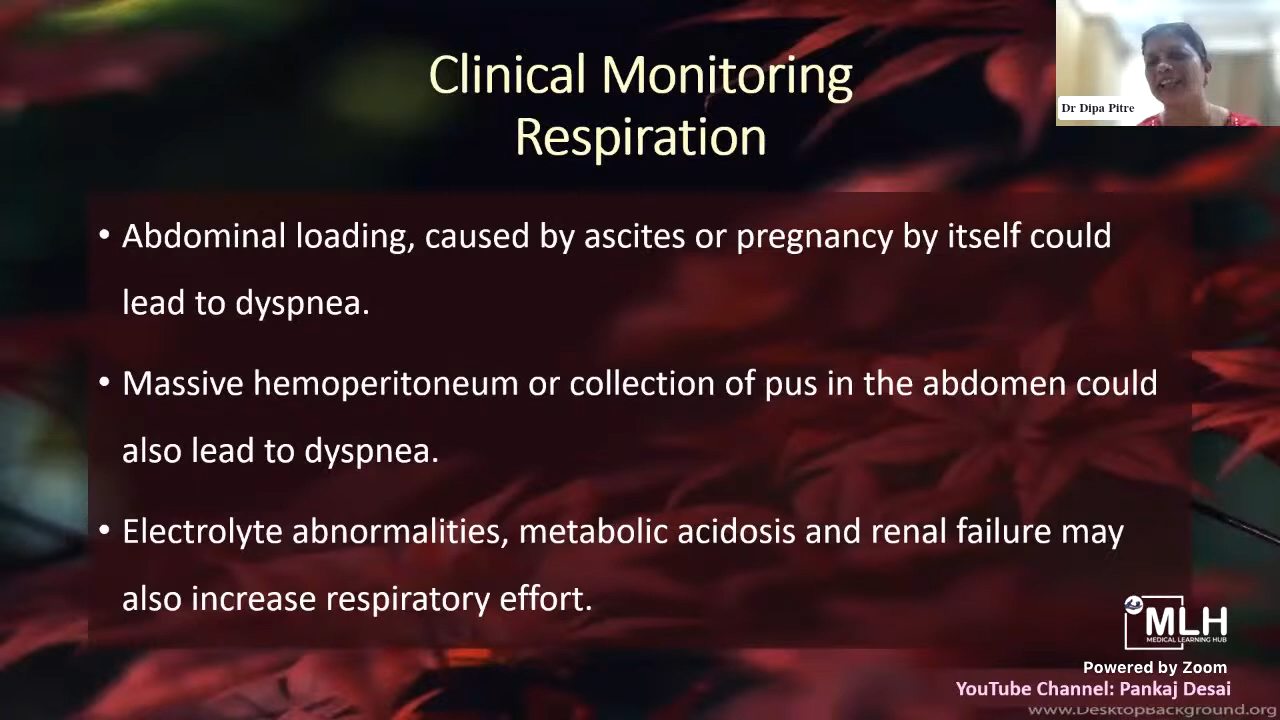 Clinical Monitoring
Respiration
Dr Dipa Pitre
• Abdominal loading, caused by ascites or pregnancy by itself could
lead to dyspnea.
• Massive hemoperitoneum or collection of pus in the abdomen could
also lead to dyspnea.
• Electrolyte abnormalities, metabolic acidosis and renal failure may
also increase respiratory effort.
MLH
MEDICAL LEARNING HUB
Powered by Zoom
YouTube Channel: Pankaj Desai
www.DesktopBackground.org